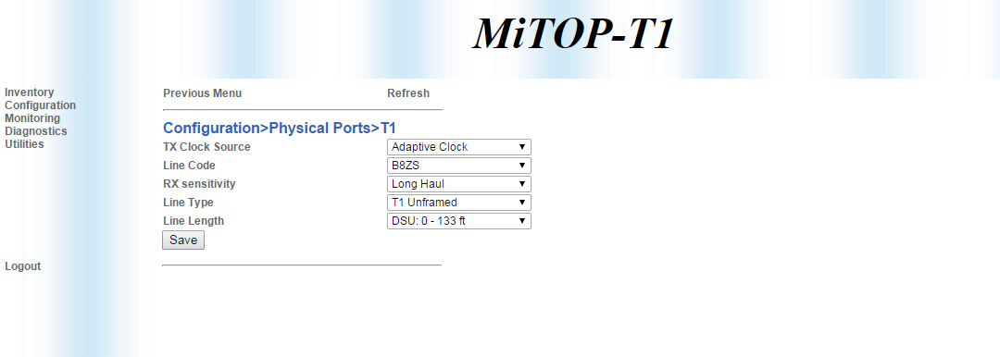 MiTOP-T1
Inventory
Configuration
Monitoring
Diagnostics
Utilities
Logout
Previous Menu Refresh
Configuration>Physical Ports>T1
TX Clock Source Adaptive Clock
Line Code B8ZS
RX sensitivity Long Haul
Line Type T1 Unframed
Line Length DSU: 0 - 133 ft
Save